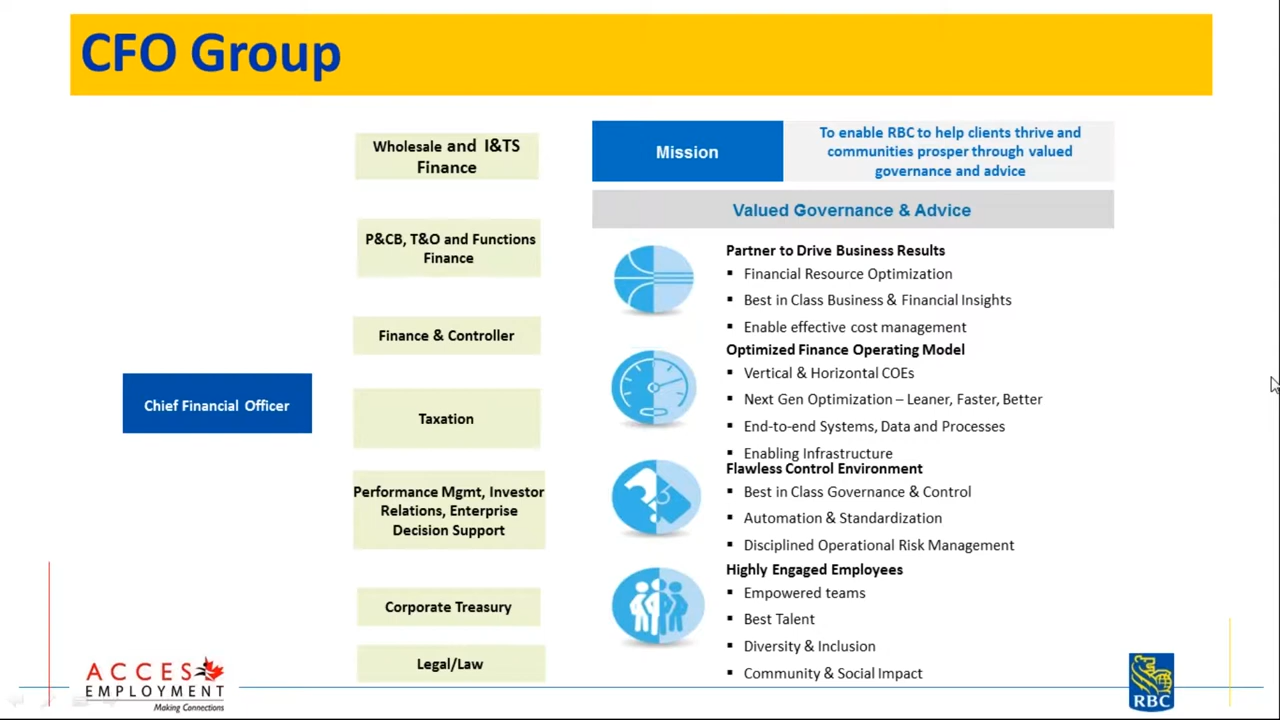 CFO Group
Wholesale and I&TS
Finance
P&CB, T&O and Functions
Finance
Finance & Controller
Chief Financial Officer
Taxation
Performance Mgmt, Investor
Relations, Enterprise
Decision Support
Corporate Treasury
Legal/Law
Mission
To enable RBC to help clients thrive and
communities prosper through valued
governance and advice
Valued Governance & Advice
Partner to Drive Business Results
▪ Financial Resource Optimization
▪ Best in Class Business & Financial Insights
▪ Enable effective cost management
Optimized Finance Operating Model
▪ Vertical & Horizontal COEs
▪ Next Gen Optimization – Leaner, Faster, Better
▪ End-to-end Systems, Data and Processes
▪ Enabling Infrastructure
Flawless Control Environment
▪ Best in Class Governance & Control
▪ Automation & Standardization
▪ Disciplined Operational Risk Management
Highly Engaged Employees
▪ Empowered teams
▪ Best Talent
▪ Diversity & Inclusion
▪ Community & Social Impact
ACCES
EMPLOYMENT
Making Connections
RBC